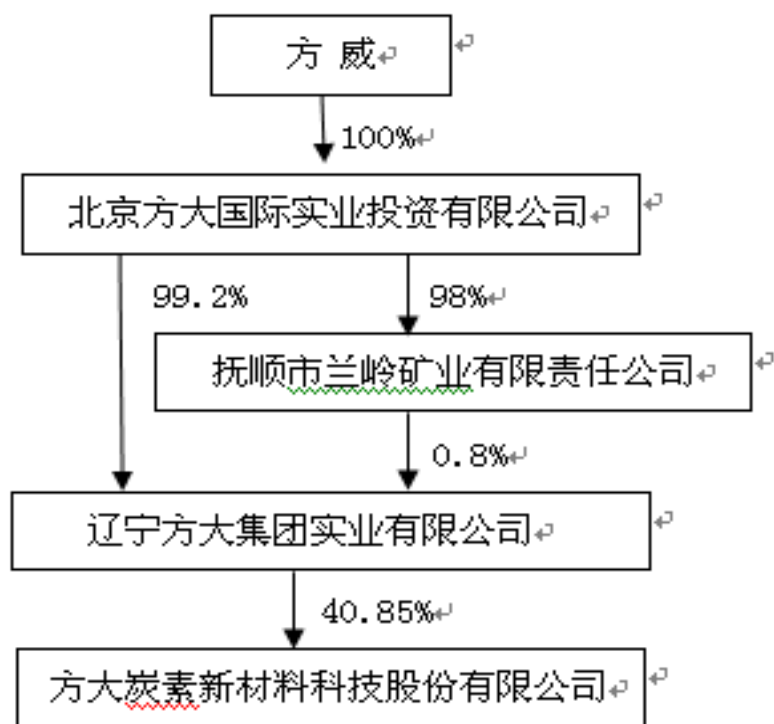 方 威
100%
北京方大国际实业投资有限公司
99.2%
98%
抚顺市兰岭矿业有限责任公司
0.8%
辽宁方大集团实业有限公司
40.85%
方大炭素新材料科技股份有限公司